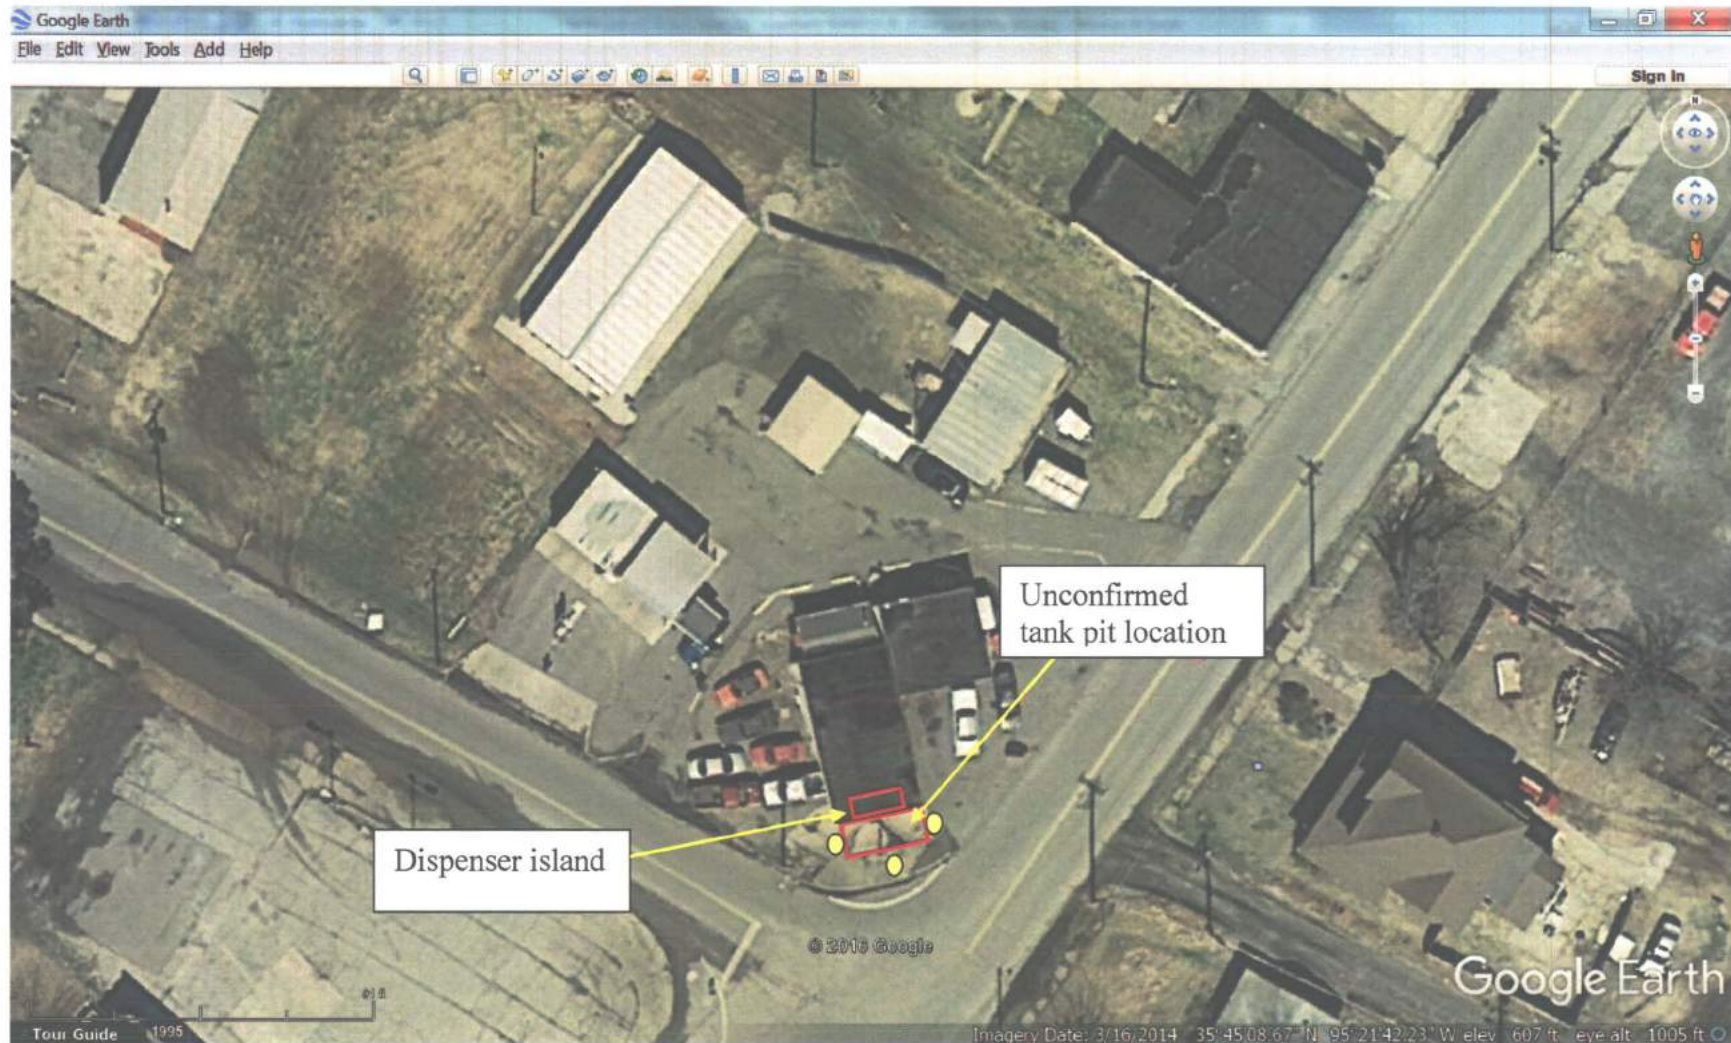 Google Earth
File Edit View Tools Add Help
Sign in
N
Unconfirmed
tank pit location
Dispenser island
© 2016 Google
Google Earth
Tour Guide 1995
Imagery Date: 3/16/2014 35°45'08.67" N 95°21'42.23" W elev 607 ft eye alt 1005 ft